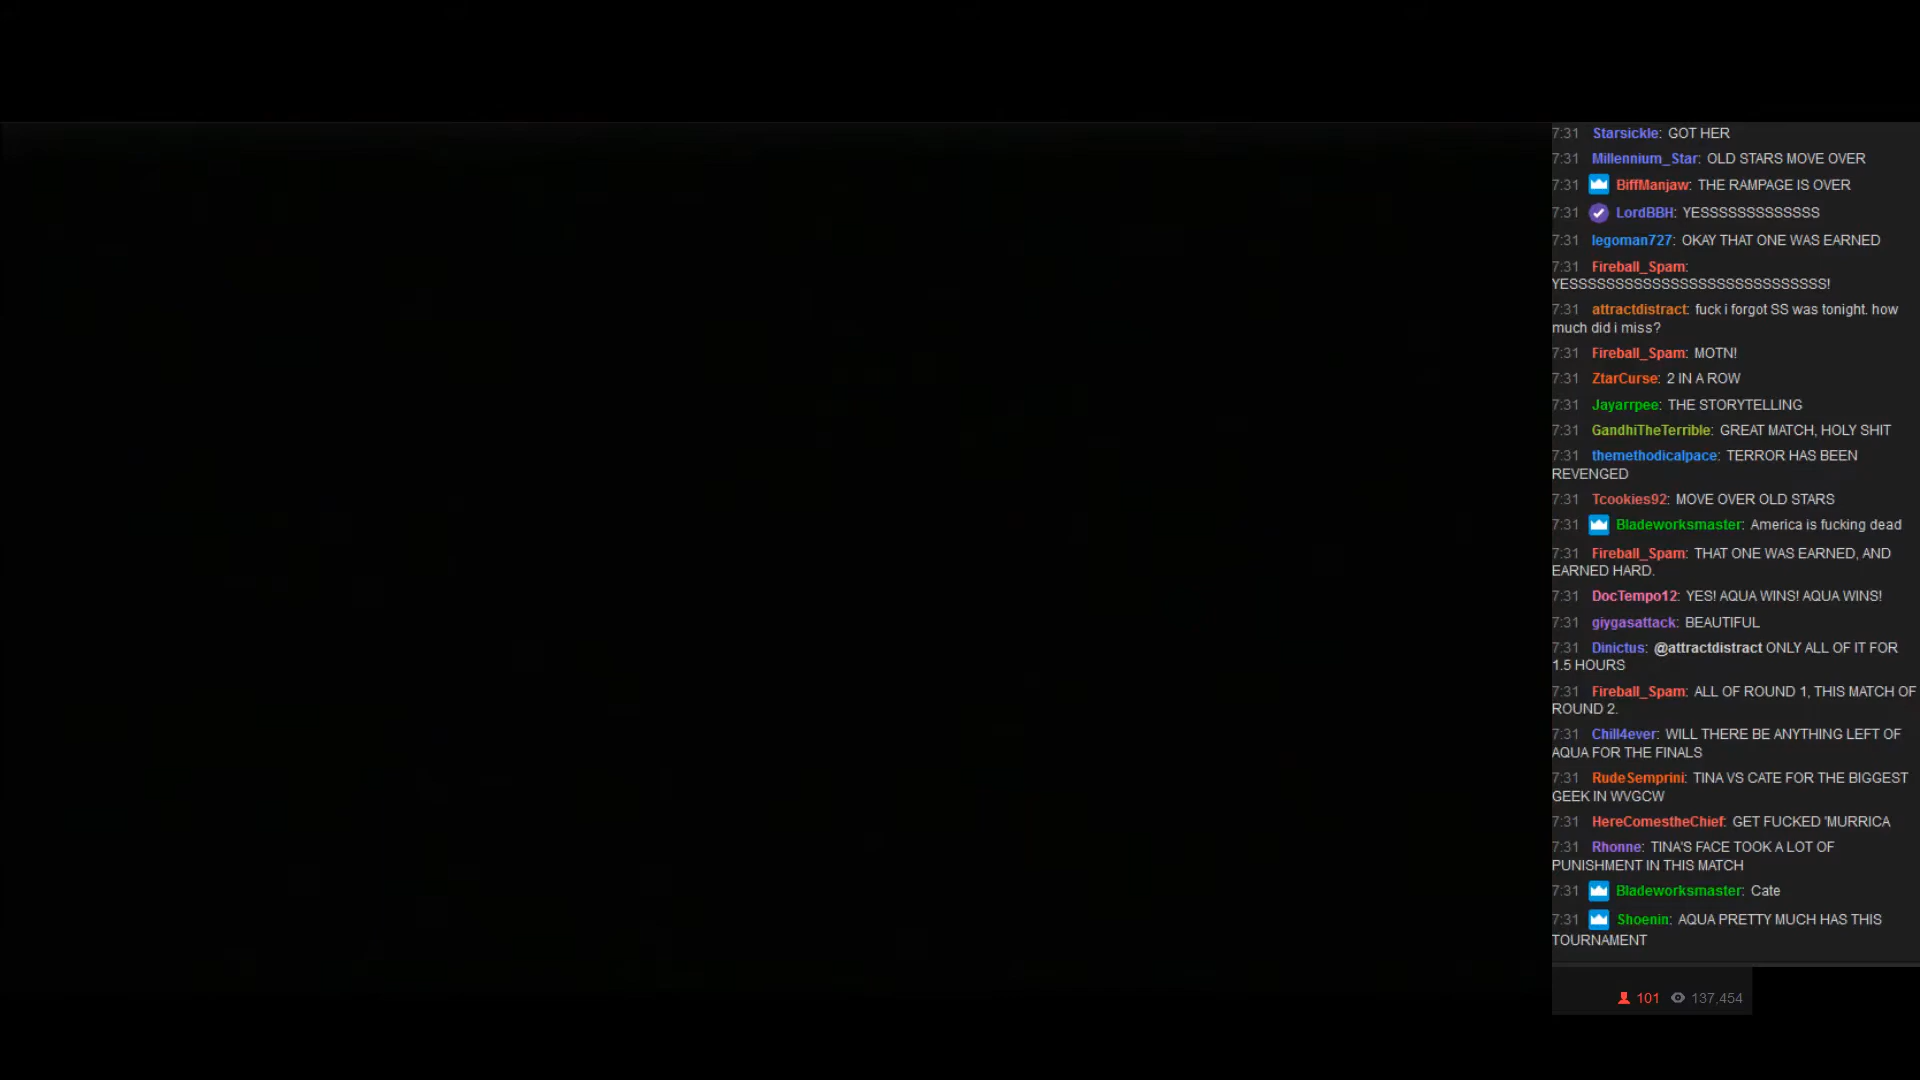 7:31 Starsickle: GOT HER
7:31 Millennium_Star: OLD STARS MOVE OVER
7:31 BiffManjaw: THE RAMPAGE IS OVER
7:31 LordBBH: YESSSSSSSSSSSSS
7:31 legoman727: OKAY THAT ONE WAS EARNED
7:31 Fireball_Spam:
YESSSSSSSSSSSSSSSSSSSSSSSSSSSSS!
7:31 attractdistract: fuck i forgot SS was tonight. how
much did i miss?
7:31 Fireball_Spam: MOTN!
7:31 ZtarCurse: 2 IN A ROW
7:31 Jayarrpee: THE STORYTELLING
7:31 GandhiTheTerrible: GREAT MATCH, HOLY SHIT
7:31 themethodicalpace: TERROR HAS BEEN
REVENGED
7:31 Tcookies92: MOVE OVER OLD STARS
7:31 Bladeworksmaster: America is fucking dead
7:31 Fireball_Spam: THAT ONE WAS EARNED, AND
EARNED HARD.
7:31 DocTempo12: YES! AQUA WINS! AQUA WINS!
7:31 giygasattack: BEAUTIFUL
7:31 Dinictus: @attractdistract ONLY ALL OF IT FOR
1.5 HOURS
7:31 Fireball_Spam: ALL OF ROUND 1, THIS MATCH OF
ROUND 2.
7:31 Chill4ever: WILL THERE BE ANYTHING LEFT OF
AQUA FOR THE FINALS
7:31 RudeSemprini: TINA VS CATE FOR THE BIGGEST
GEEK IN WVGCW
7:31 HereComestheChief: GET FUCKED 'MURRICA
7:31 Rhonne: TINA'S FACE TOOK A LOT OF
PUNISHMENT IN THIS MATCH
7:31 Bladeworksmaster: Cate
7:31 Shoenin: AQUA PRETTY MUCH HAS THIS
TOURNAMENT
101 137,454